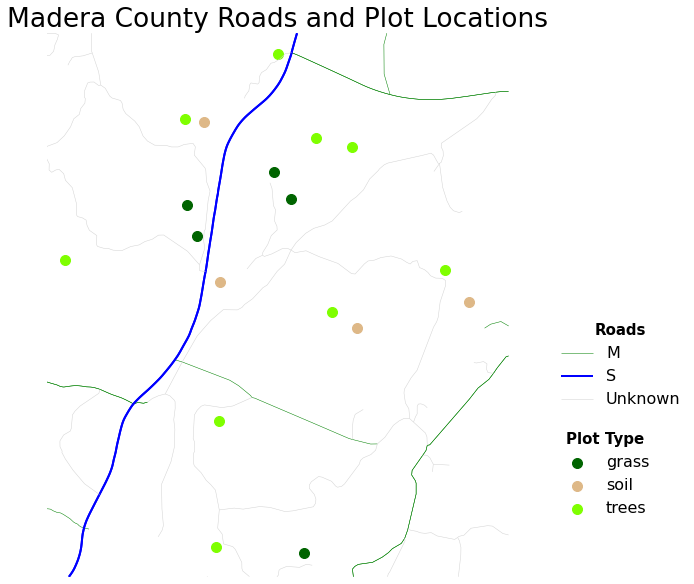 Madera County Roads and Plot Locations
Roads
M
S
Unknown
Plot Type
grass
soil
trees